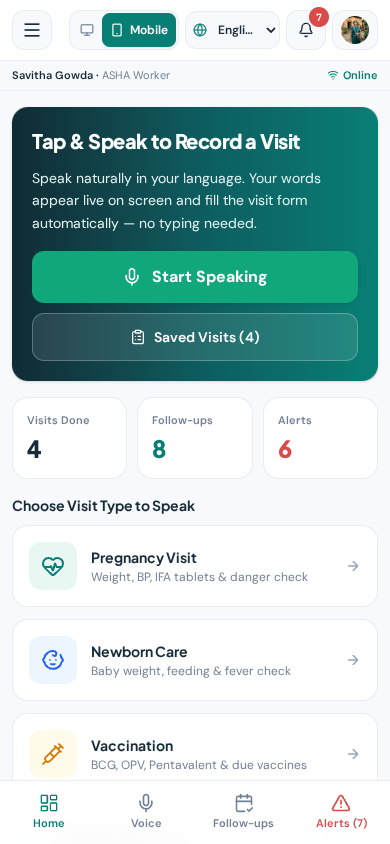 Mobile
Engli...
7
Savitha Gowda · ASHA Worker
Online
Tap & Speak to Record a Visit
Speak naturally in your language. Your words
appear live on screen and fill the visit form
automatically — no typing needed.
Start Speaking
Saved Visits (4)
Visits Done
4
Follow-ups
8
Alerts
6
Choose Visit Type to Speak
Pregnancy Visit
Weight, BP, IFA tablets & danger check
Newborn Care
Baby weight, feeding & fever check
Vaccination
BCG, OPV, Pentavalent & due vaccines
Home
Voice
Follow-ups
Alerts (7)